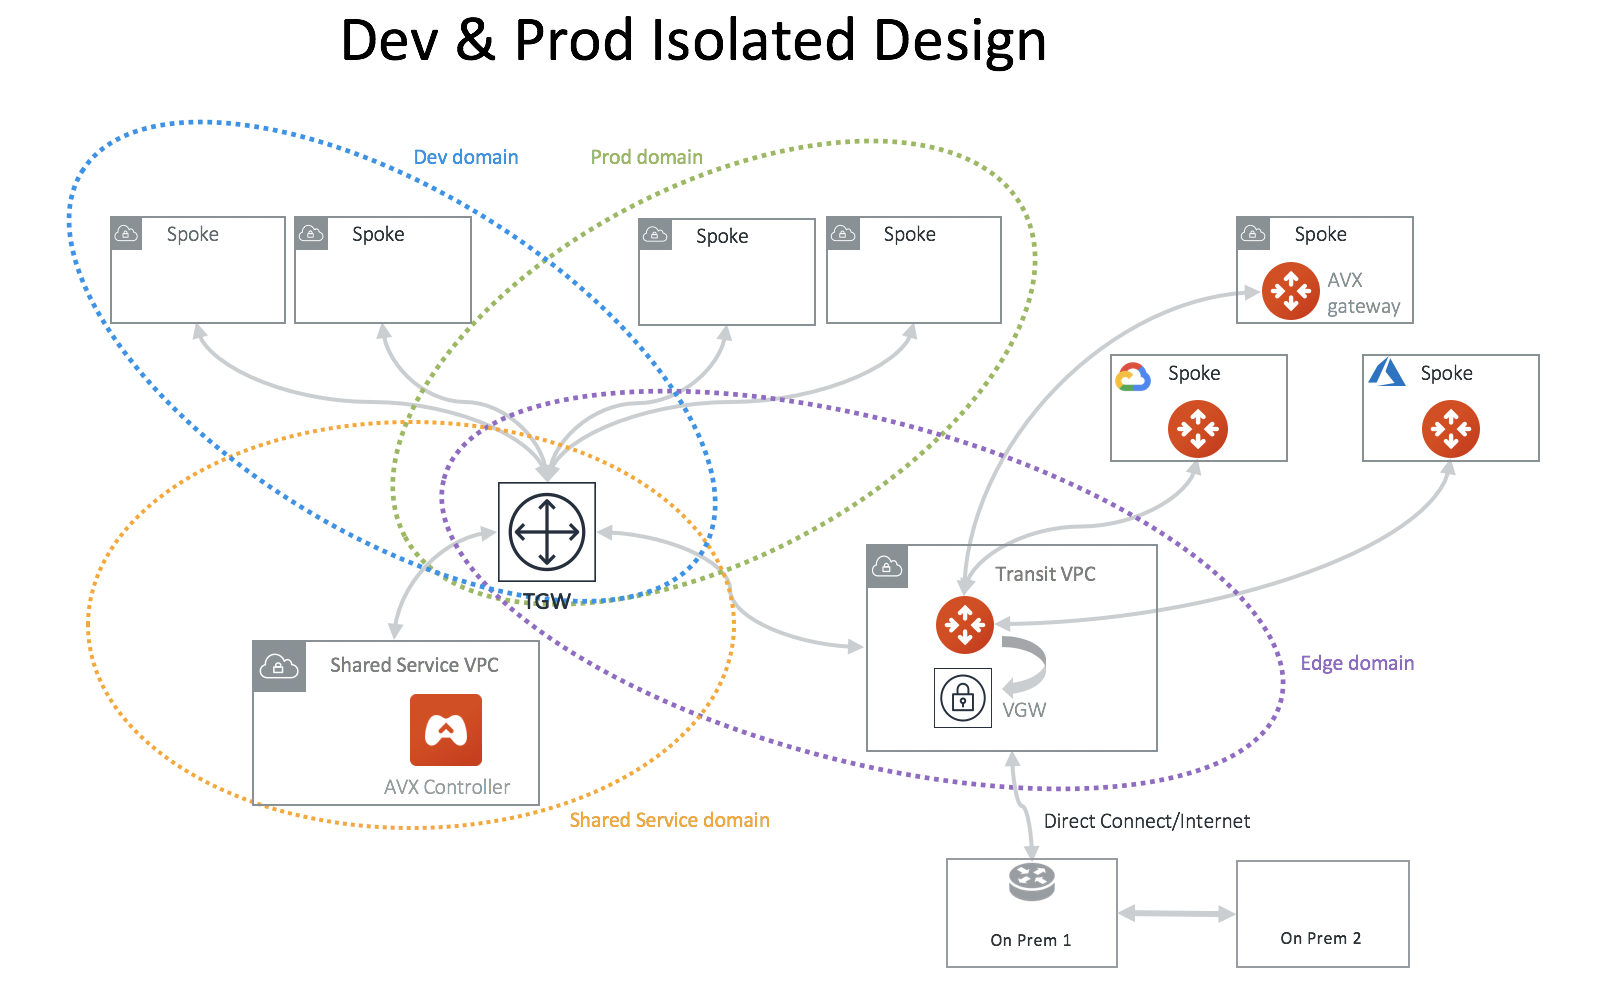 Dev & Prod Isolated Design
Dev domain
Prod domain
Spoke
Spoke
Spoke
Spoke
Spoke
AVX
gateway
Spoke
Spoke
TGW
Transit VPC
Shared Service VPC
Edge domain
VGW
AVX Controller
Shared Service domain
Direct Connect/Internet
On Prem 1
On Prem 2